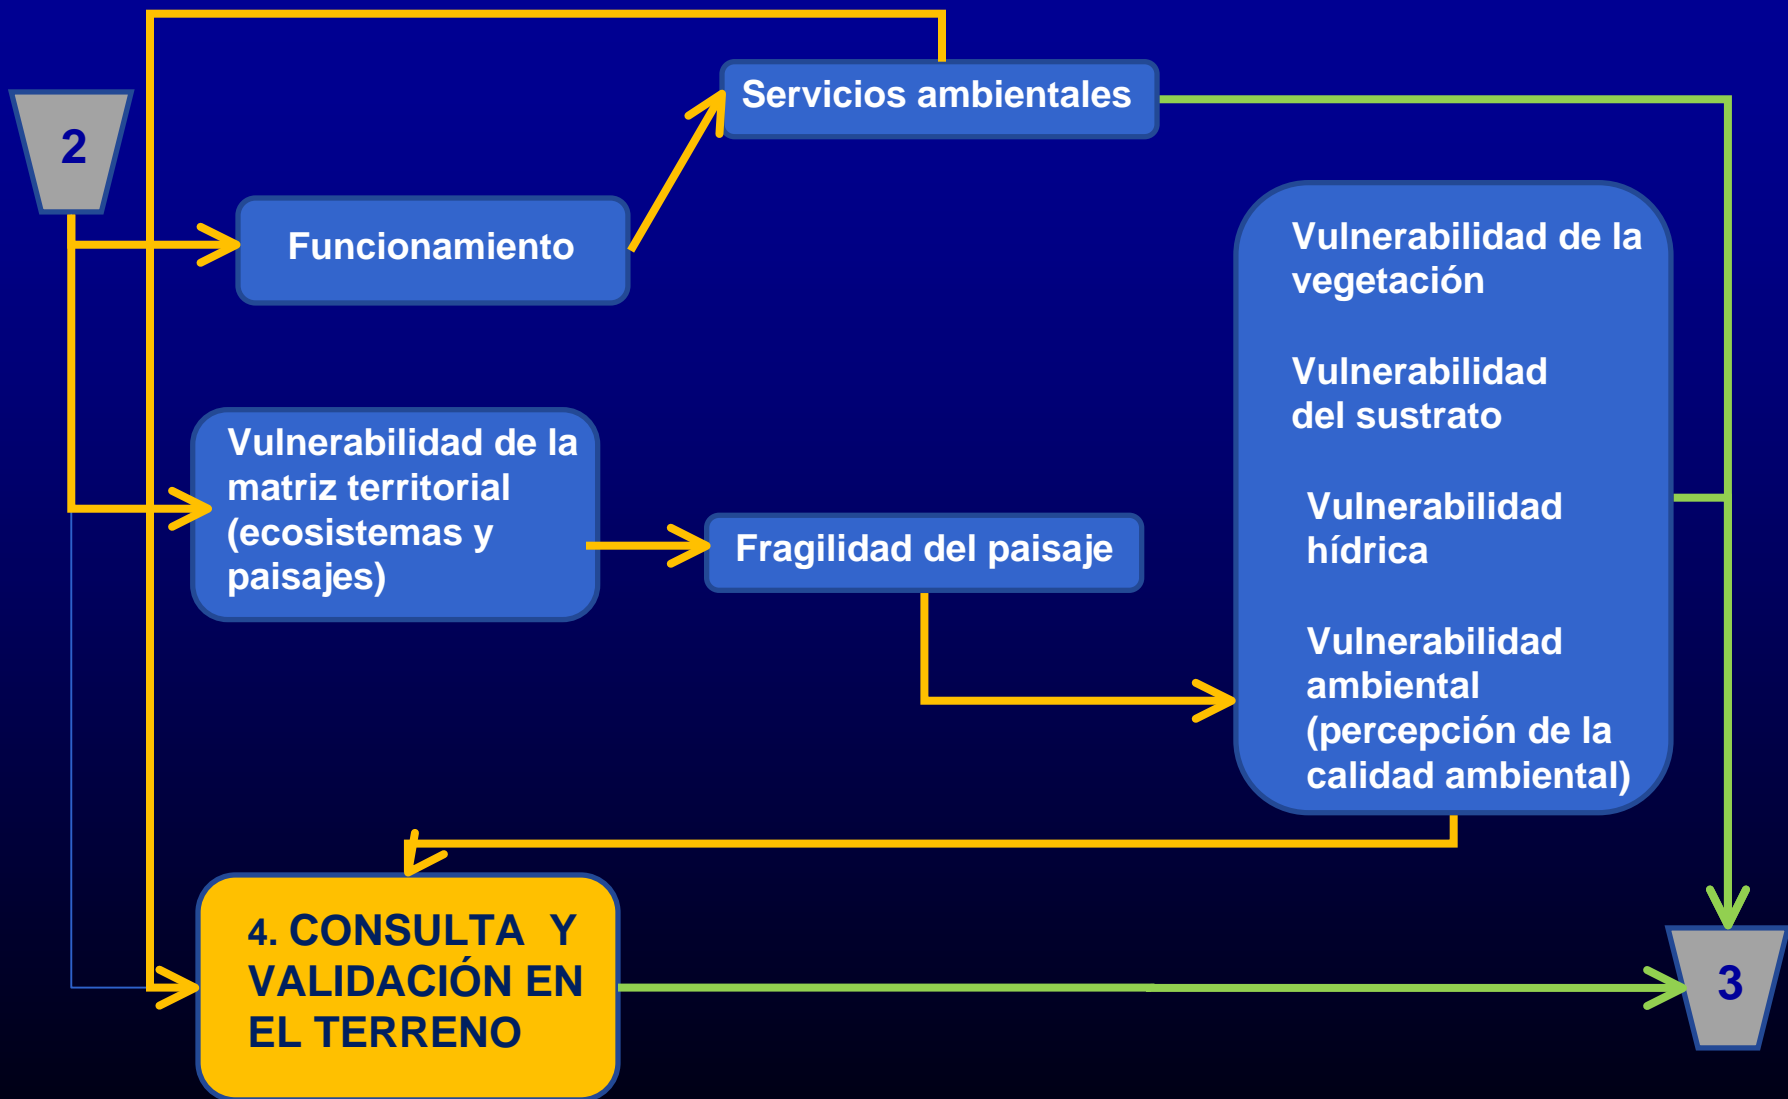 2
Servicios ambientales
Funcionamiento
Vulnerabilidad de la
matriz territorial
(ecosistemas y
paisajes)
Fragilidad del paisaje
Vulnerabilidad de la
vegetación
Vulnerabilidad
del sustrato
Vulnerabilidad
hídrica
Vulnerabilidad
ambiental
(percepción de la
calidad ambiental)
4. CONSULTA Y
VALIDACIÓN EN
EL TERRENO
3